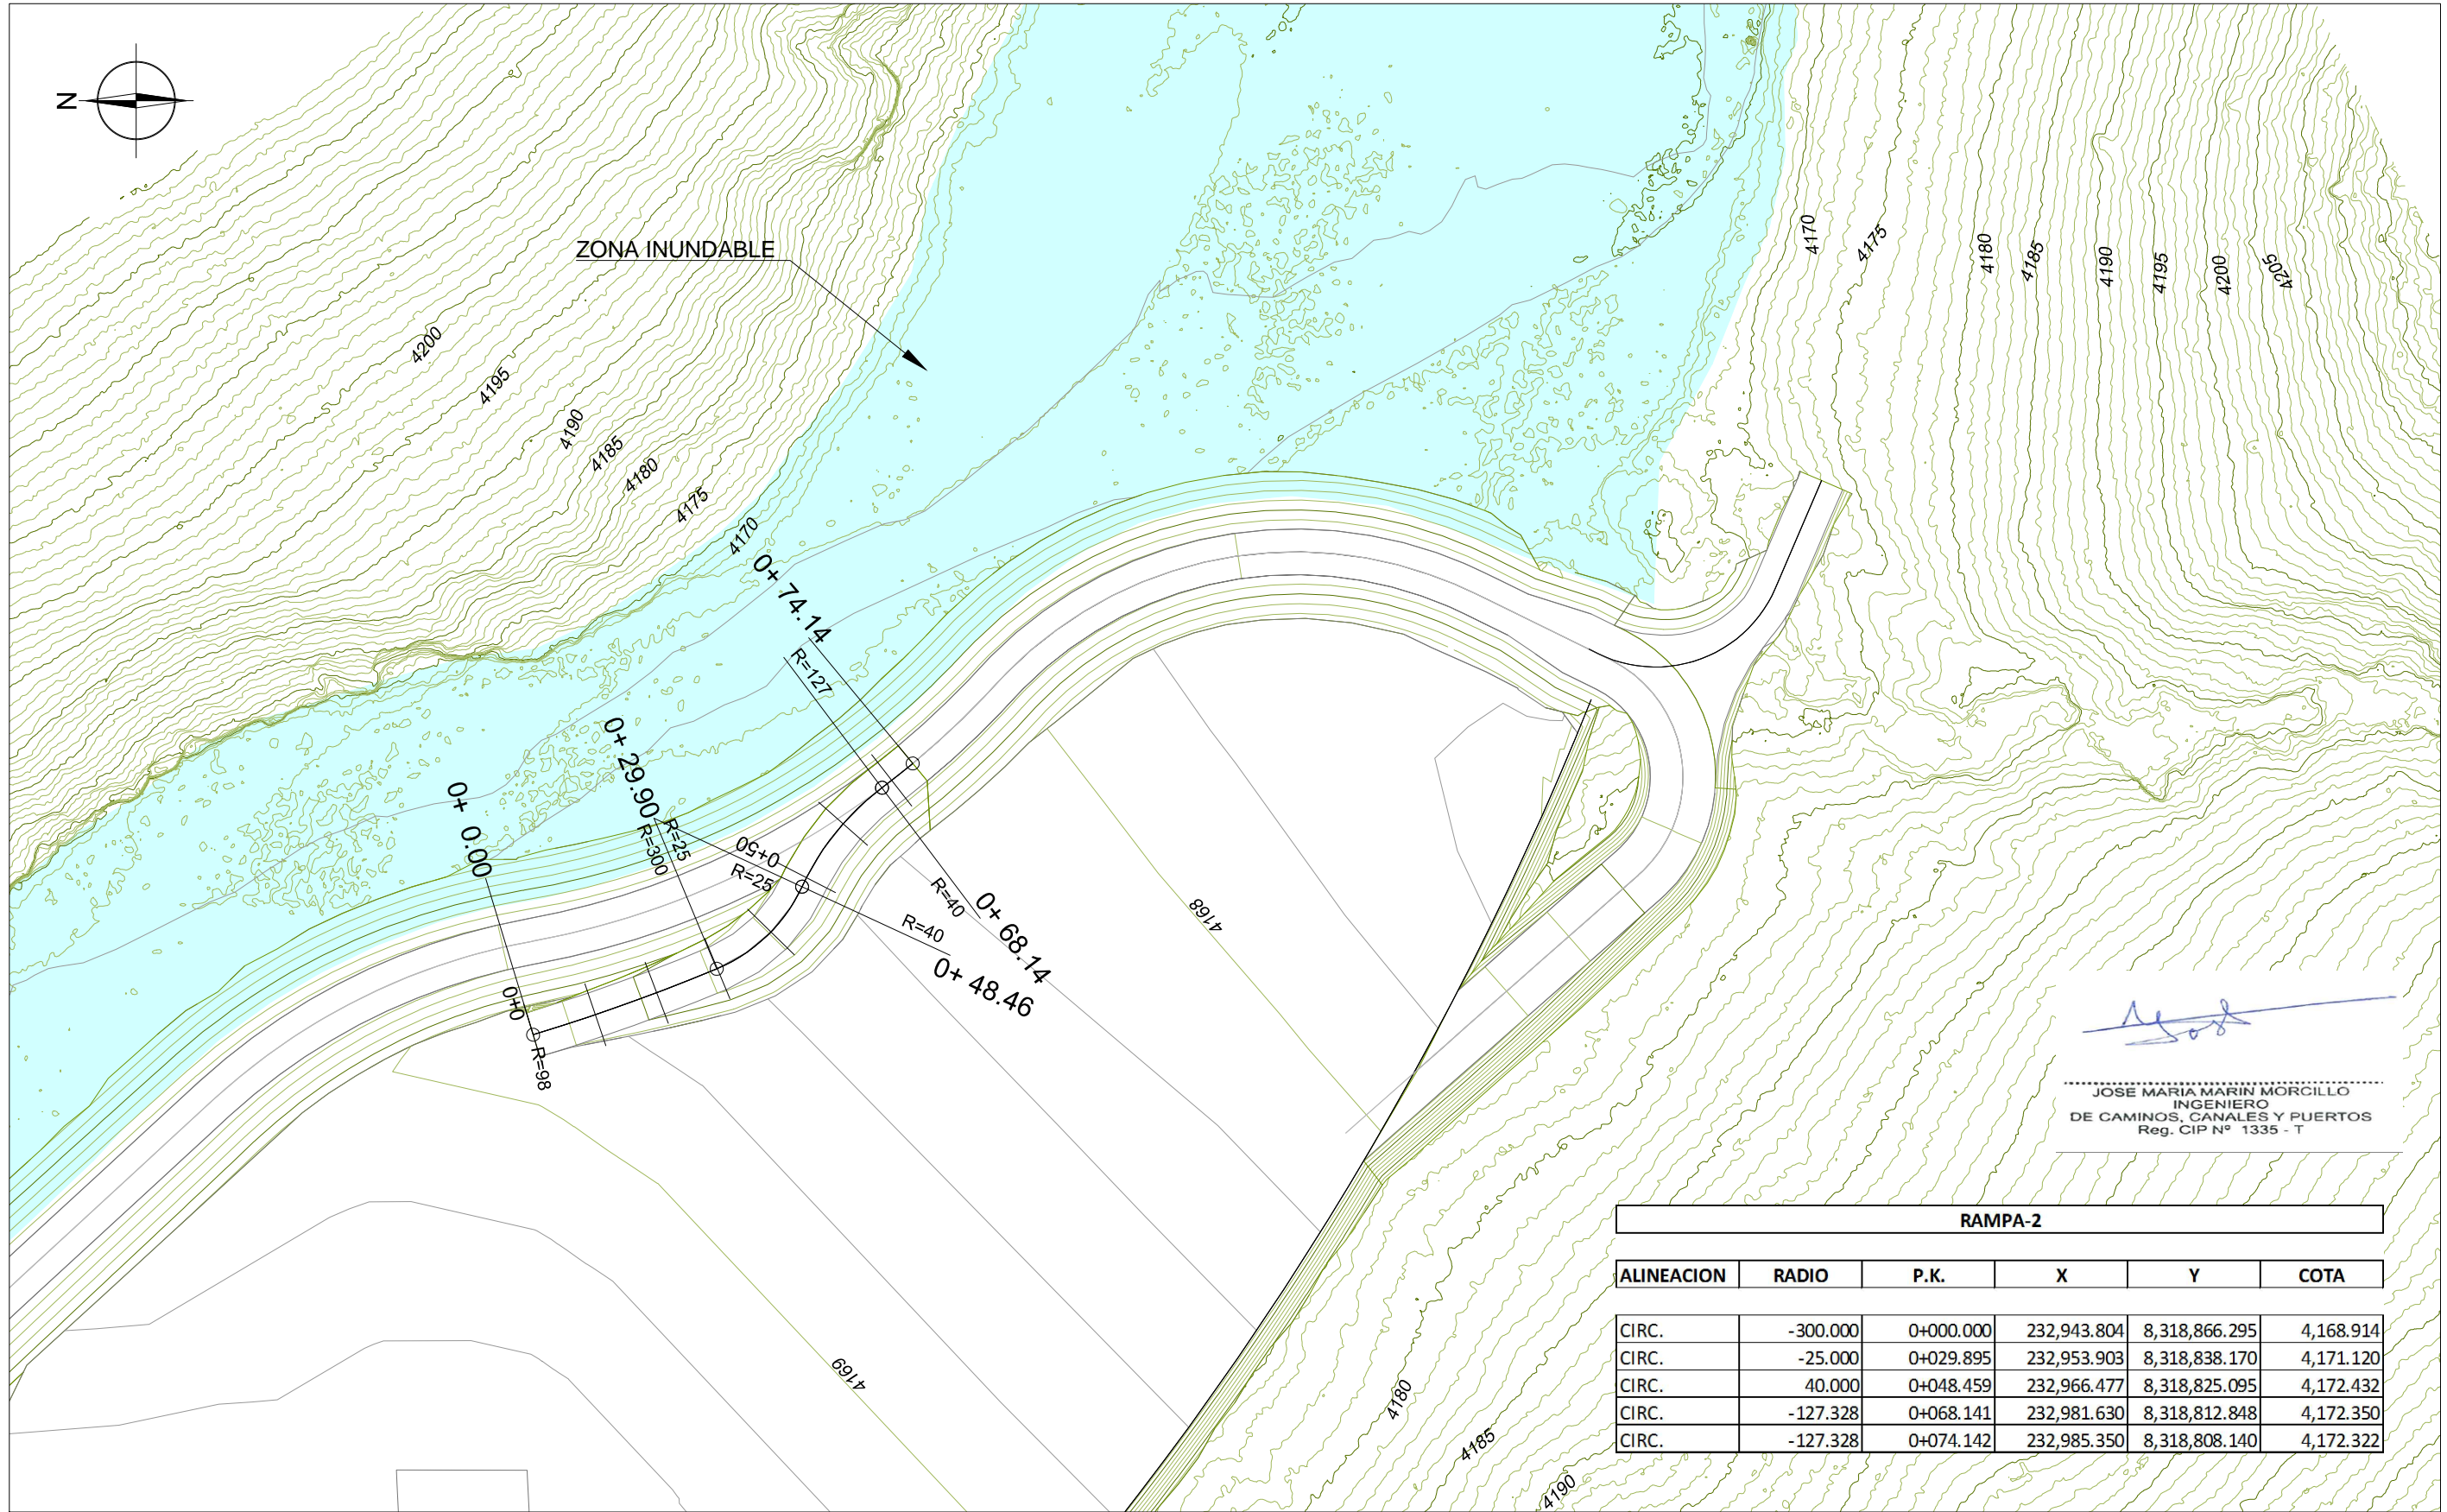 N
ZONA INUNDABLE
4200
4195
4190
4185
4180
4175
4170
4170
4175
4180
4185
4190
4195
4200
4205
0+ 74.14
R=127
0+ 29.90
R=25
R=300
0+ 0.00
0+50
R=25
R=40
0+ 68.14
R=40
0+ 48.46
0+0
R=98
4168
4169
4180
4185
4190
JOSE MARIA MARIN MORCILLO
INGENIERO
DE CAMINOS, CANALES Y PUERTOS
Reg. CIP Nº 1335 - T
RAMPA-2
ALINEACION RADIO P.K. X Y COTA
CIRC. -300.000 0+000.000 232,943.804 8,318,866.295 4,168.914
CIRC. -25.000 0+029.895 232,953.903 8,318,838.170 4,171.120
CIRC. 40.000 0+048.459 232,966.477 8,318,825.095 4,172.432
CIRC. -127.328 0+068.141 232,981.630 8,318,812.848 4,172.350
CIRC. -127.328 0+074.142 232,985.350 8,318,808.140 4,172.322